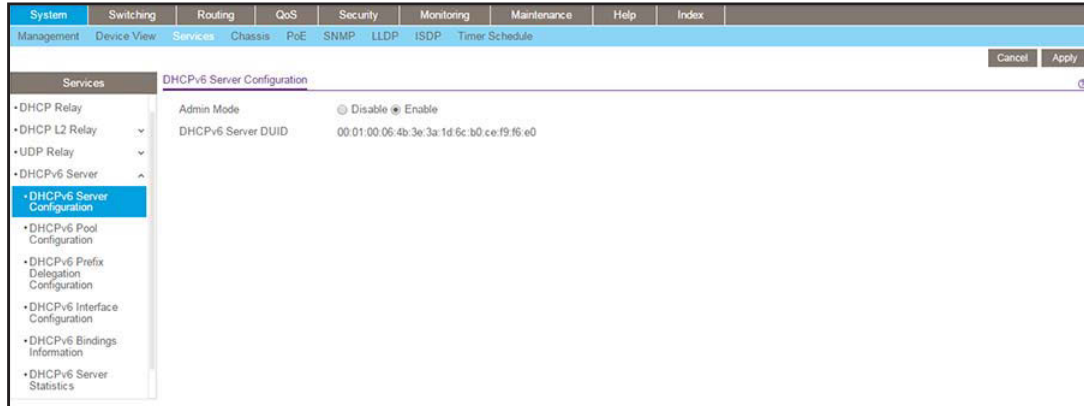 System Switching Routing QoS Security Monitoring Maintenance Help Index
Management Device View Services Chassis PoE SNMP LLDP ISDP Timer Schedule
Cancel Apply
Services
DHCP Relay
DHCP L2 Relay
UDP Relay
DHCPv6 Server
DHCPv6 Server
Configuration
DHCPv6 Pool
Configuration
DHCPv6 Prefix
Delegation
Configuration
DHCPv6 Interface
Configuration
DHCPv6 Bindings
Information
DHCPv6 Server
Statistics
DHCPv6 Server Configuration
Admin Mode Disable Enable
DHCPv6 Server DUID 00:01:00:06:4b:3e:3a:1d:6c:b0:ce:f9:f6:e0